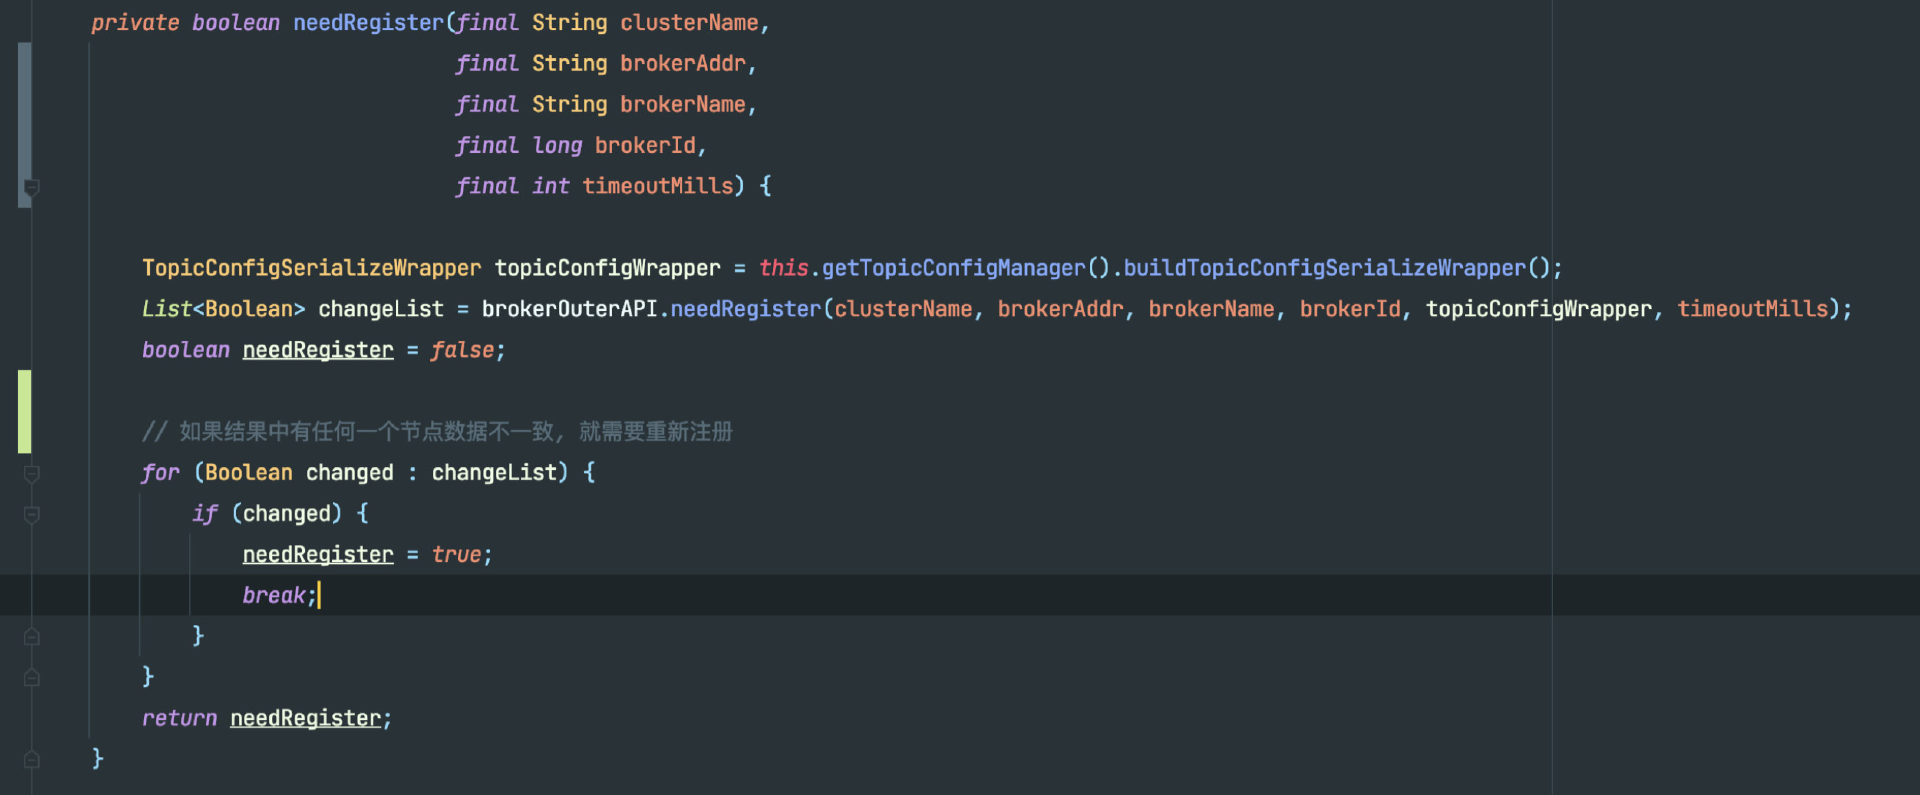 private boolean needRegister(final String clusterName,
final String brokerAddr,
final String brokerName,
final long brokerId,
final int timeoutMills) {
TopicConfigSerializeWrapper topicConfigWrapper = this.getTopicConfigManager().buildTopicConfigSerializeWrapper();
List<Boolean> changeList = brokerOuterAPI.needRegister(clusterName, brokerAddr, brokerName, brokerId, topicConfigWrapper, timeoutMills);
boolean needRegister = false;
// 如果结果中有任何一个节点数据不一致, 就需要重新注册
for (Boolean changed : changeList) {
if (changed) {
needRegister = true;
break;
}
}
return needRegister;
}